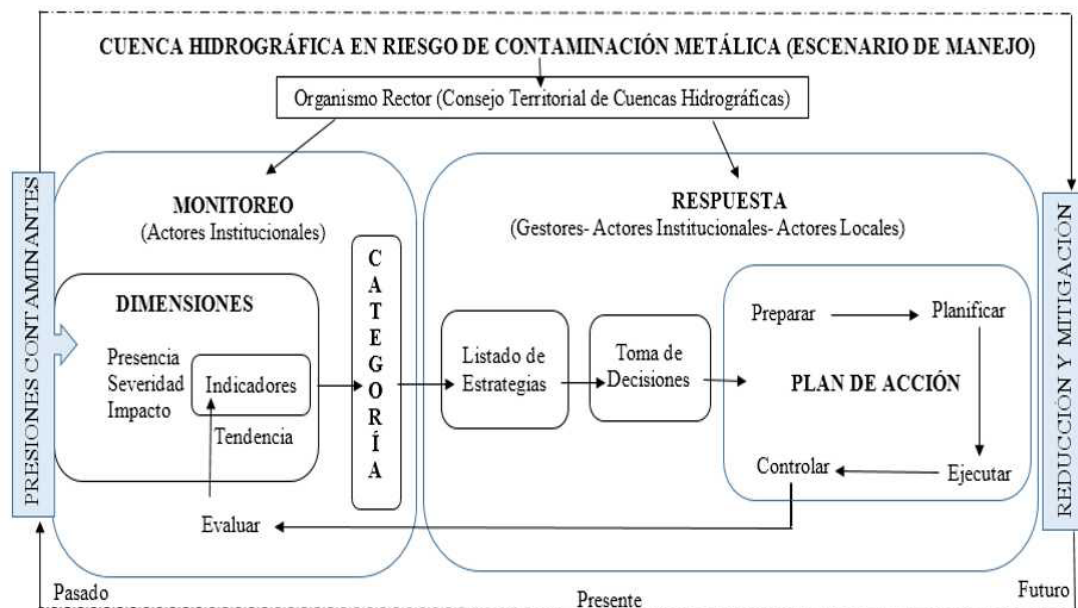 CUENCA HIDROGRÁFICA EN RIESGO DE CONTAMINACIÓN METÁLICA (ESCENARIO DE MANEJO)
Organismo Rector (Consejo Territorial de Cuencas Hidrográficas)
PRESIONES CONTAMINANTES
MONITOREO
(Actores Institucionales)
DIMENSIONES
Presencia
Severidad
Impacto
Indicadores
Tendencia
Evaluar
CATEGORÍA
RESPUESTA
(Gestores- Actores Institucionales- Actores Locales)
Listado de
Estrategias
Toma de
Decisiones
Preparar
Planificar
PLAN DE ACCIÓN
Controlar
Ejecutar
REDUCCIÓN Y MITIGACIÓN
Pasado
Presente
Futuro